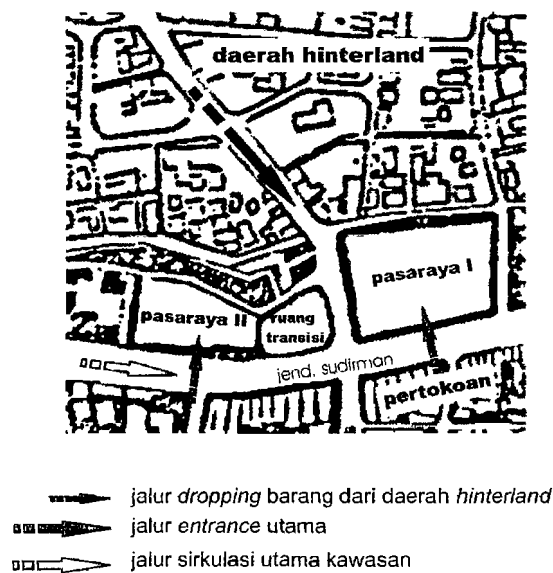 daerah hinterland
pasaraya I
pasaraya II
ruang
transisi
jend. sudirman
pertokoan
jalur dropping barang dari daerah hinterland
jalur entrance utama
jalur sirkulasi utama kawasan